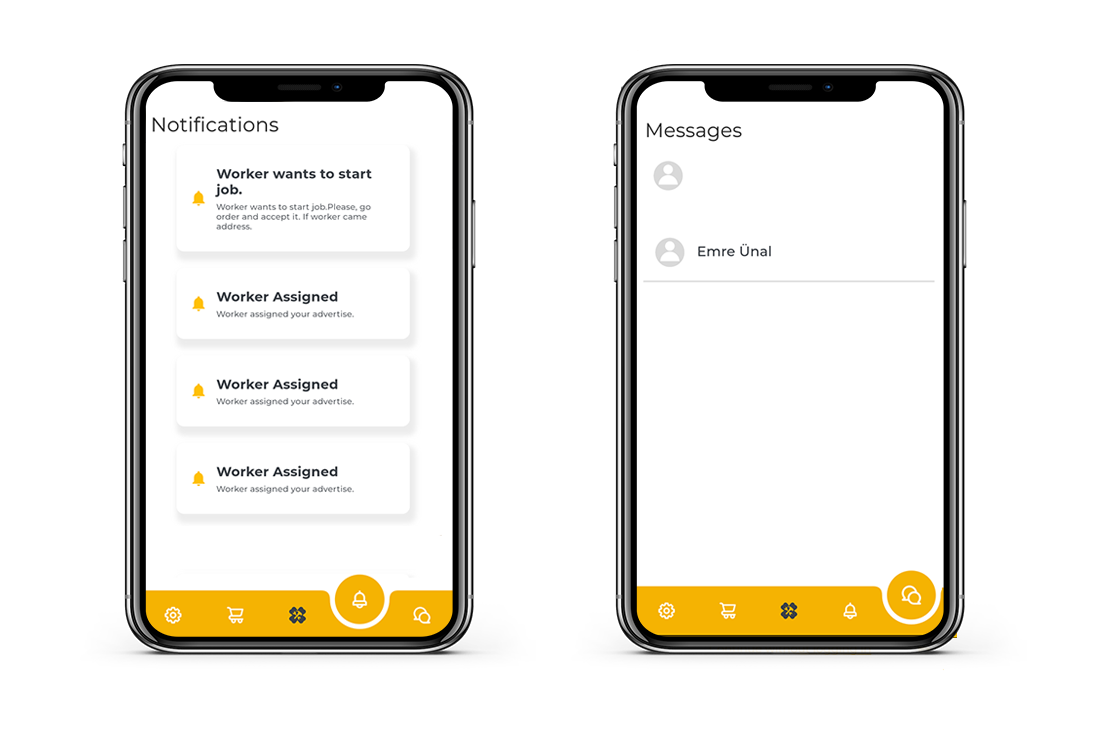 Notifications
Worker wants to start
job.
Worker wants to start job.Please, go
order and accept it. If worker came
address.
Worker Assigned
Worker assigned your advertise.
Worker Assigned
Worker assigned your advertise.
Worker Assigned
Worker assigned your advertise.
Messages
Emre Ünal